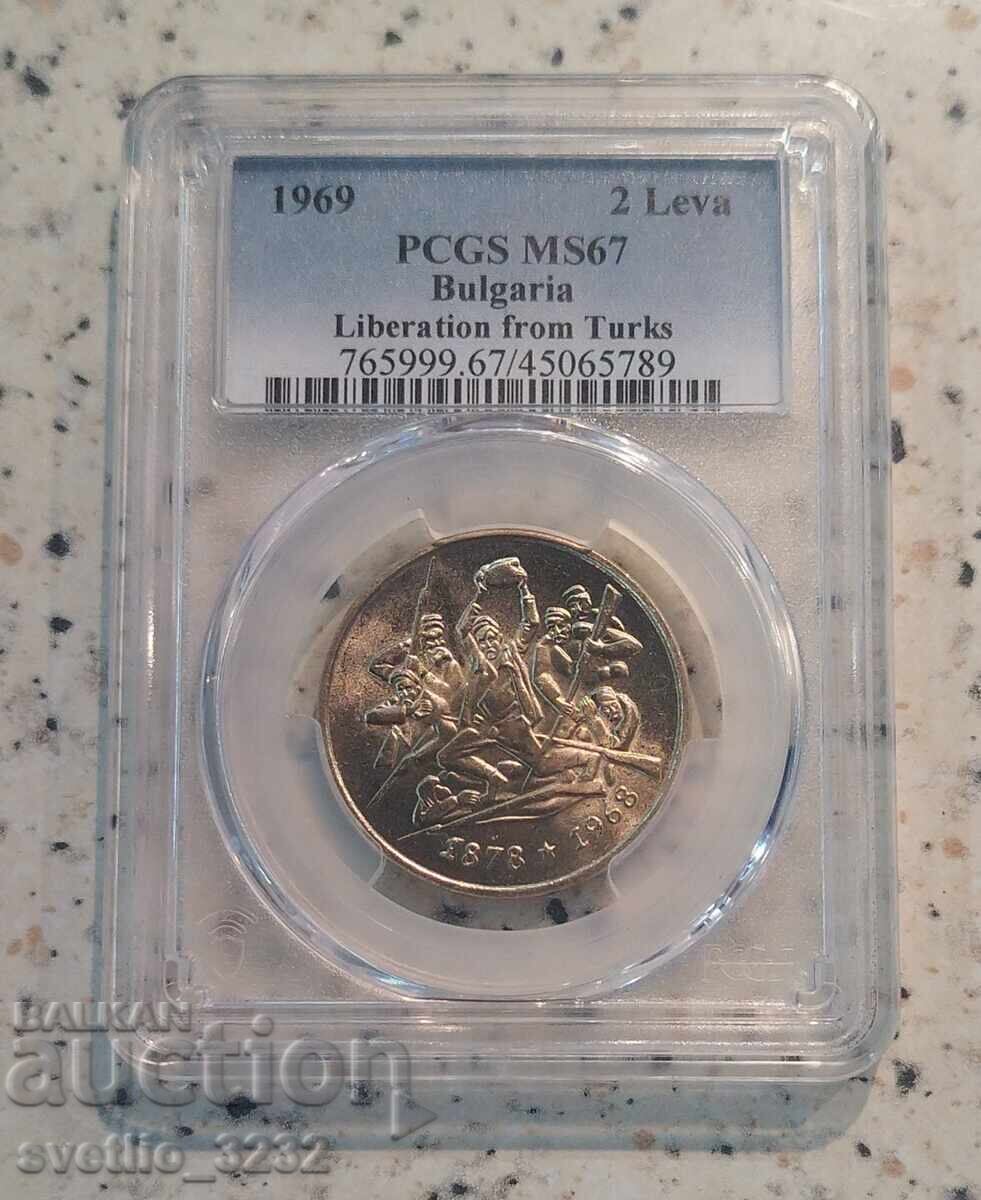 1969 2 Leva
PCGS MS67
Bulgaria
Liberation from Turks
765999.67/45065789
1878 ★ 1968
BALKAN
auction
svetlio_3232